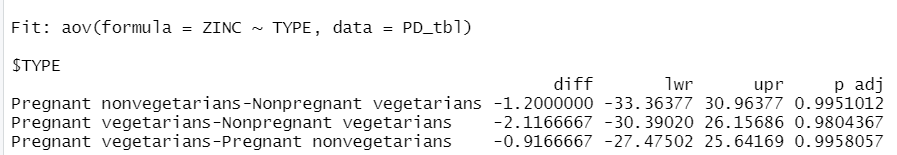 Fit: aov(formula = ZINC ~ TYPE, data = PD_tbl)
$TYPE
diff lwr upr p adj
Pregnant nonvegetarians-Nonpregnant vegetarians -1.2000000 -33.36377 30.96377 0.9951012
Pregnant vegetarians-Nonpregnant vegetarians -2.1166667 -30.39020 26.15686 0.9804367
Pregnant vegetarians-Pregnant nonvegetarians -0.9166667 -27.47502 25.64169 0.9958057